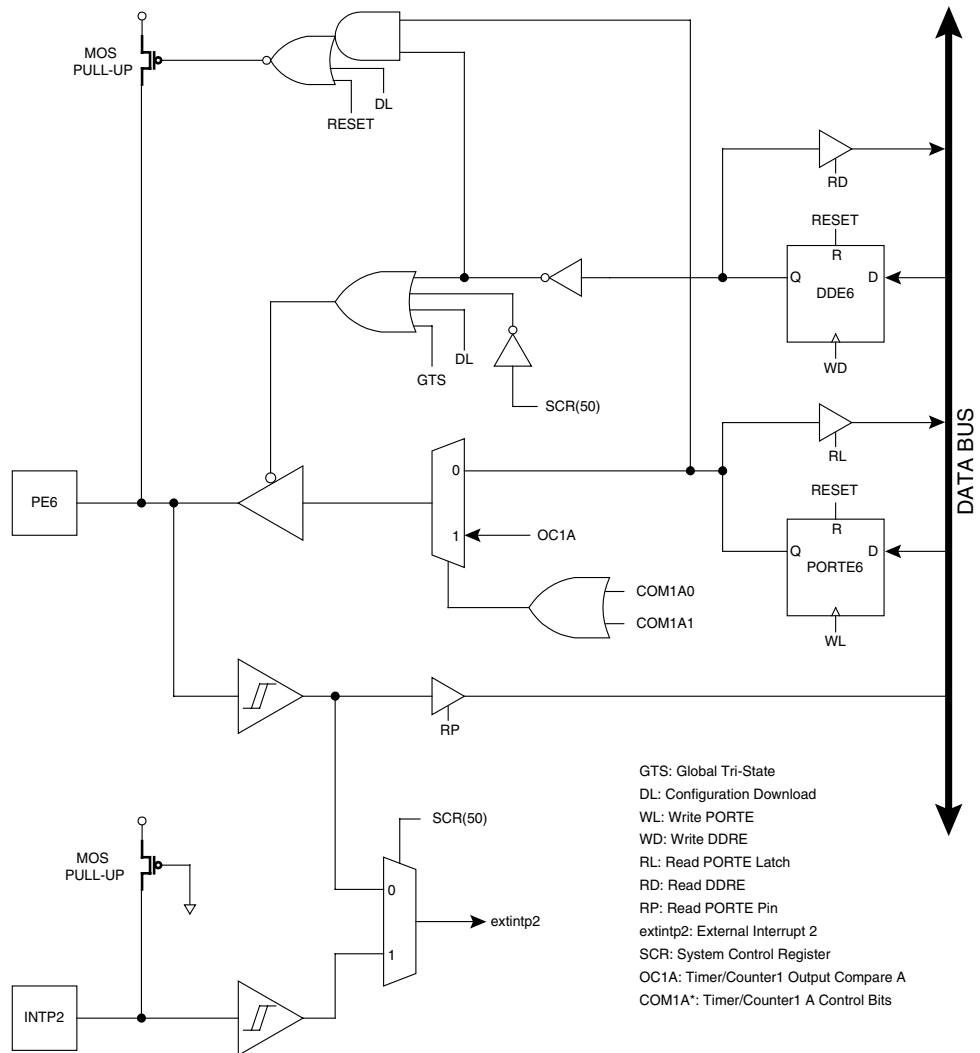 MOS
PULL-UP
DL
RESET
RD
RESET
R
Q
D
DDE6
WD
DL
GTS
SCR(50)
RL
0
PE6
RESET
R
1
OC1A
Q
D
PORTE6
COM1A0
COM1A1
WL
DATA BUS
RP
GTS: Global Tri-State
DL: Configuration Download
WL: Write PORTE
WD: Write DDRE
RL: Read PORTE Latch
RD: Read DDRE
RP: Read PORTE Pin
extintp2: External Interrupt 2
SCR: System Control Register
OC1A: Timer/Counter1 Output Compare A
COM1A*: Timer/Counter1 A Control Bits
SCR(50)
MOS
PULL-UP
0
extintp2
1
INTP2